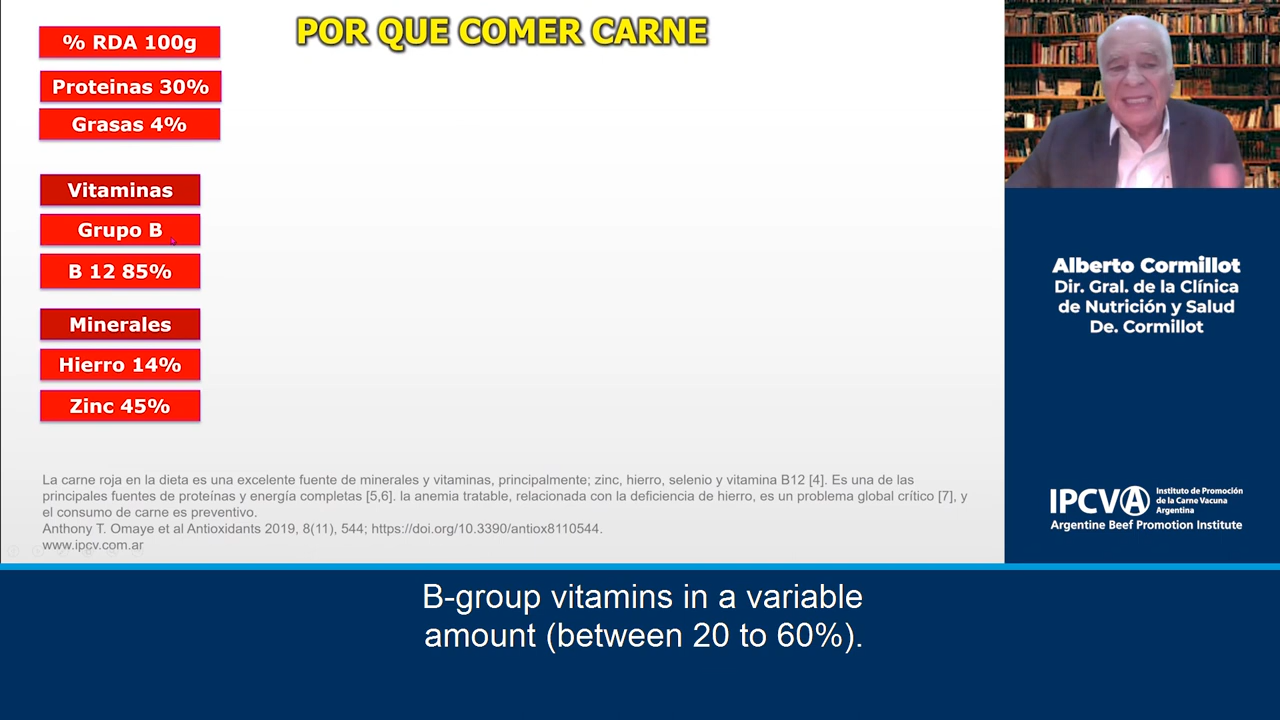 POR QUE COMER CARNE
% RDA 100g
Proteinas 30%
Grasas 4%
Vitaminas
Grupo B
B 12 85%
Minerales
Hierro 14%
Zinc 45%
La carne roja en la dieta es una excelente fuente de minerales y vitaminas, principalmente; zinc, hierro, selenio y vitamina B12 [4]. Es una de las
principales fuentes de proteínas y energía completas [5,6]. la anemia tratable, relacionada con la deficiencia de hierro, es un problema global crítico [7], y
el consumo de carne es preventivo.
Anthony T. Omaye et al Antioxidants 2019, 8(11), 544; https://doi.org/10.3390/antiox8110544.
www.ipcv.com.ar
Alberto Cormillot
Dir. Gral. de la Clínica
de Nutrición y Salud
De. Cormillot
IPCVA
Instituto de Promoción
de la Carne Vacuna
Argentina
Argentine Beef Promotion Institute
B-group vitamins in a variable
amount (between 20 to 60%).